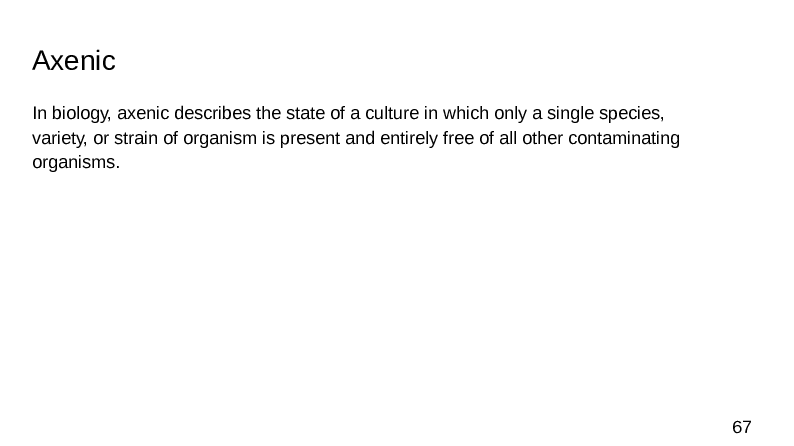 Axenic
In biology, axenic describes the state of a culture in which only a single species,
variety, or strain of organism is present and entirely free of all other contaminating
organisms.
67